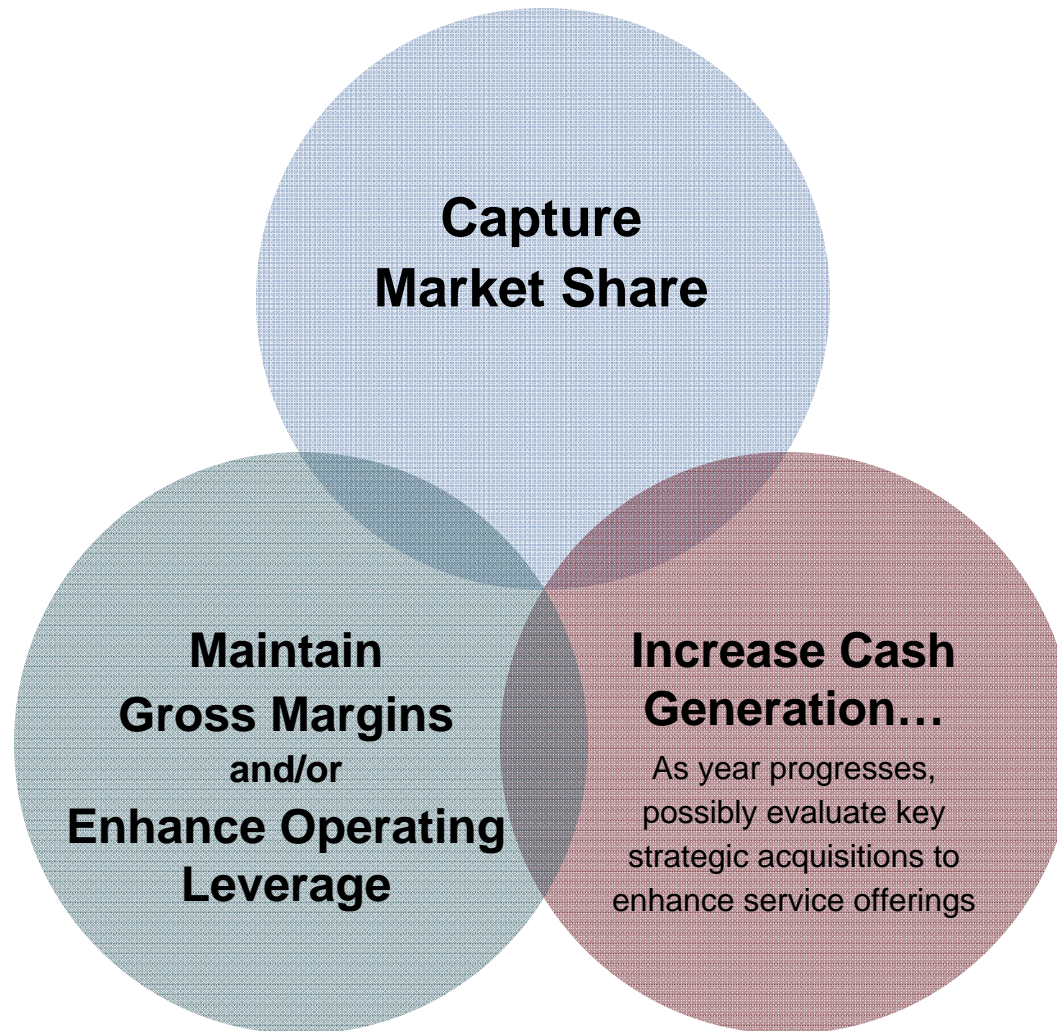 Capture
Market Share
Maintain
Gross Margins
and/or
Enhance Operating
Leverage
Increase Cash
Generation…
As year progresses,
possibly evaluate key
strategic acquisitions to
enhance service offerings